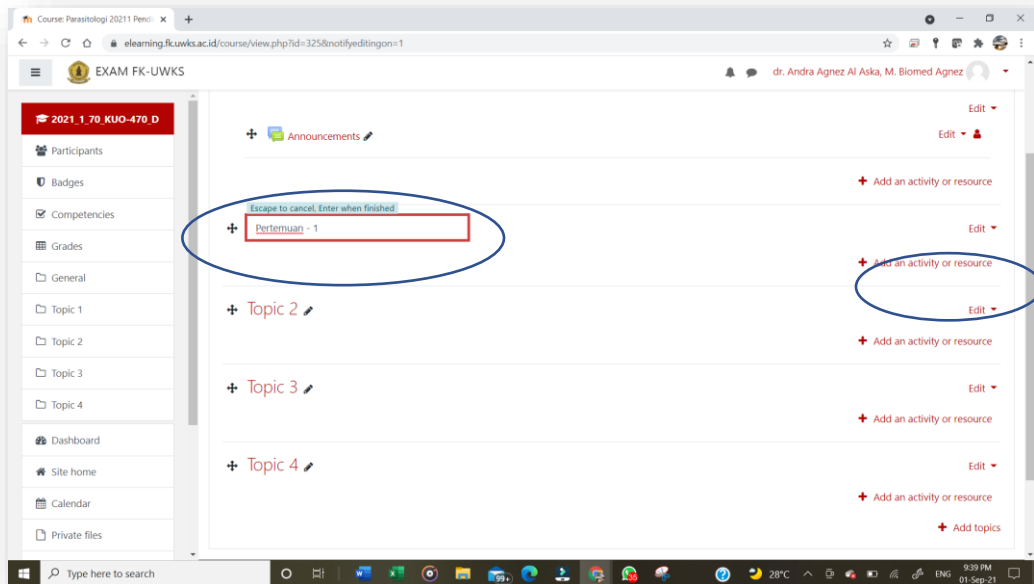 Course: Parasitologi 20211 Pendi
elearning.fk.uwks.ac.id/course/view.php?id=325&notifyeditingon=1
EXAM FK-UWKS
dr. Andra Agnez Al Aska, M. Biomed Agnez
2021_1_70_KUO-470_D
Participants
Badges
Competencies
Grades
General
Topic 1
Topic 2
Topic 3
Topic 4
Dashboard
Site home
Calendar
Private files
Edit
Announcements
Edit
Add an activity or resource
Escape to cancel, Enter when finished
Pertemuan - 1
Edit
Add an activity or resource
Topic 2
Edit
Add an activity or resource
Topic 3
Edit
Add an activity or resource
Topic 4
Edit
Add an activity or resource
Add topics
Type here to search
99+
28°C
ENG
9:39 PM
01-Sep-21